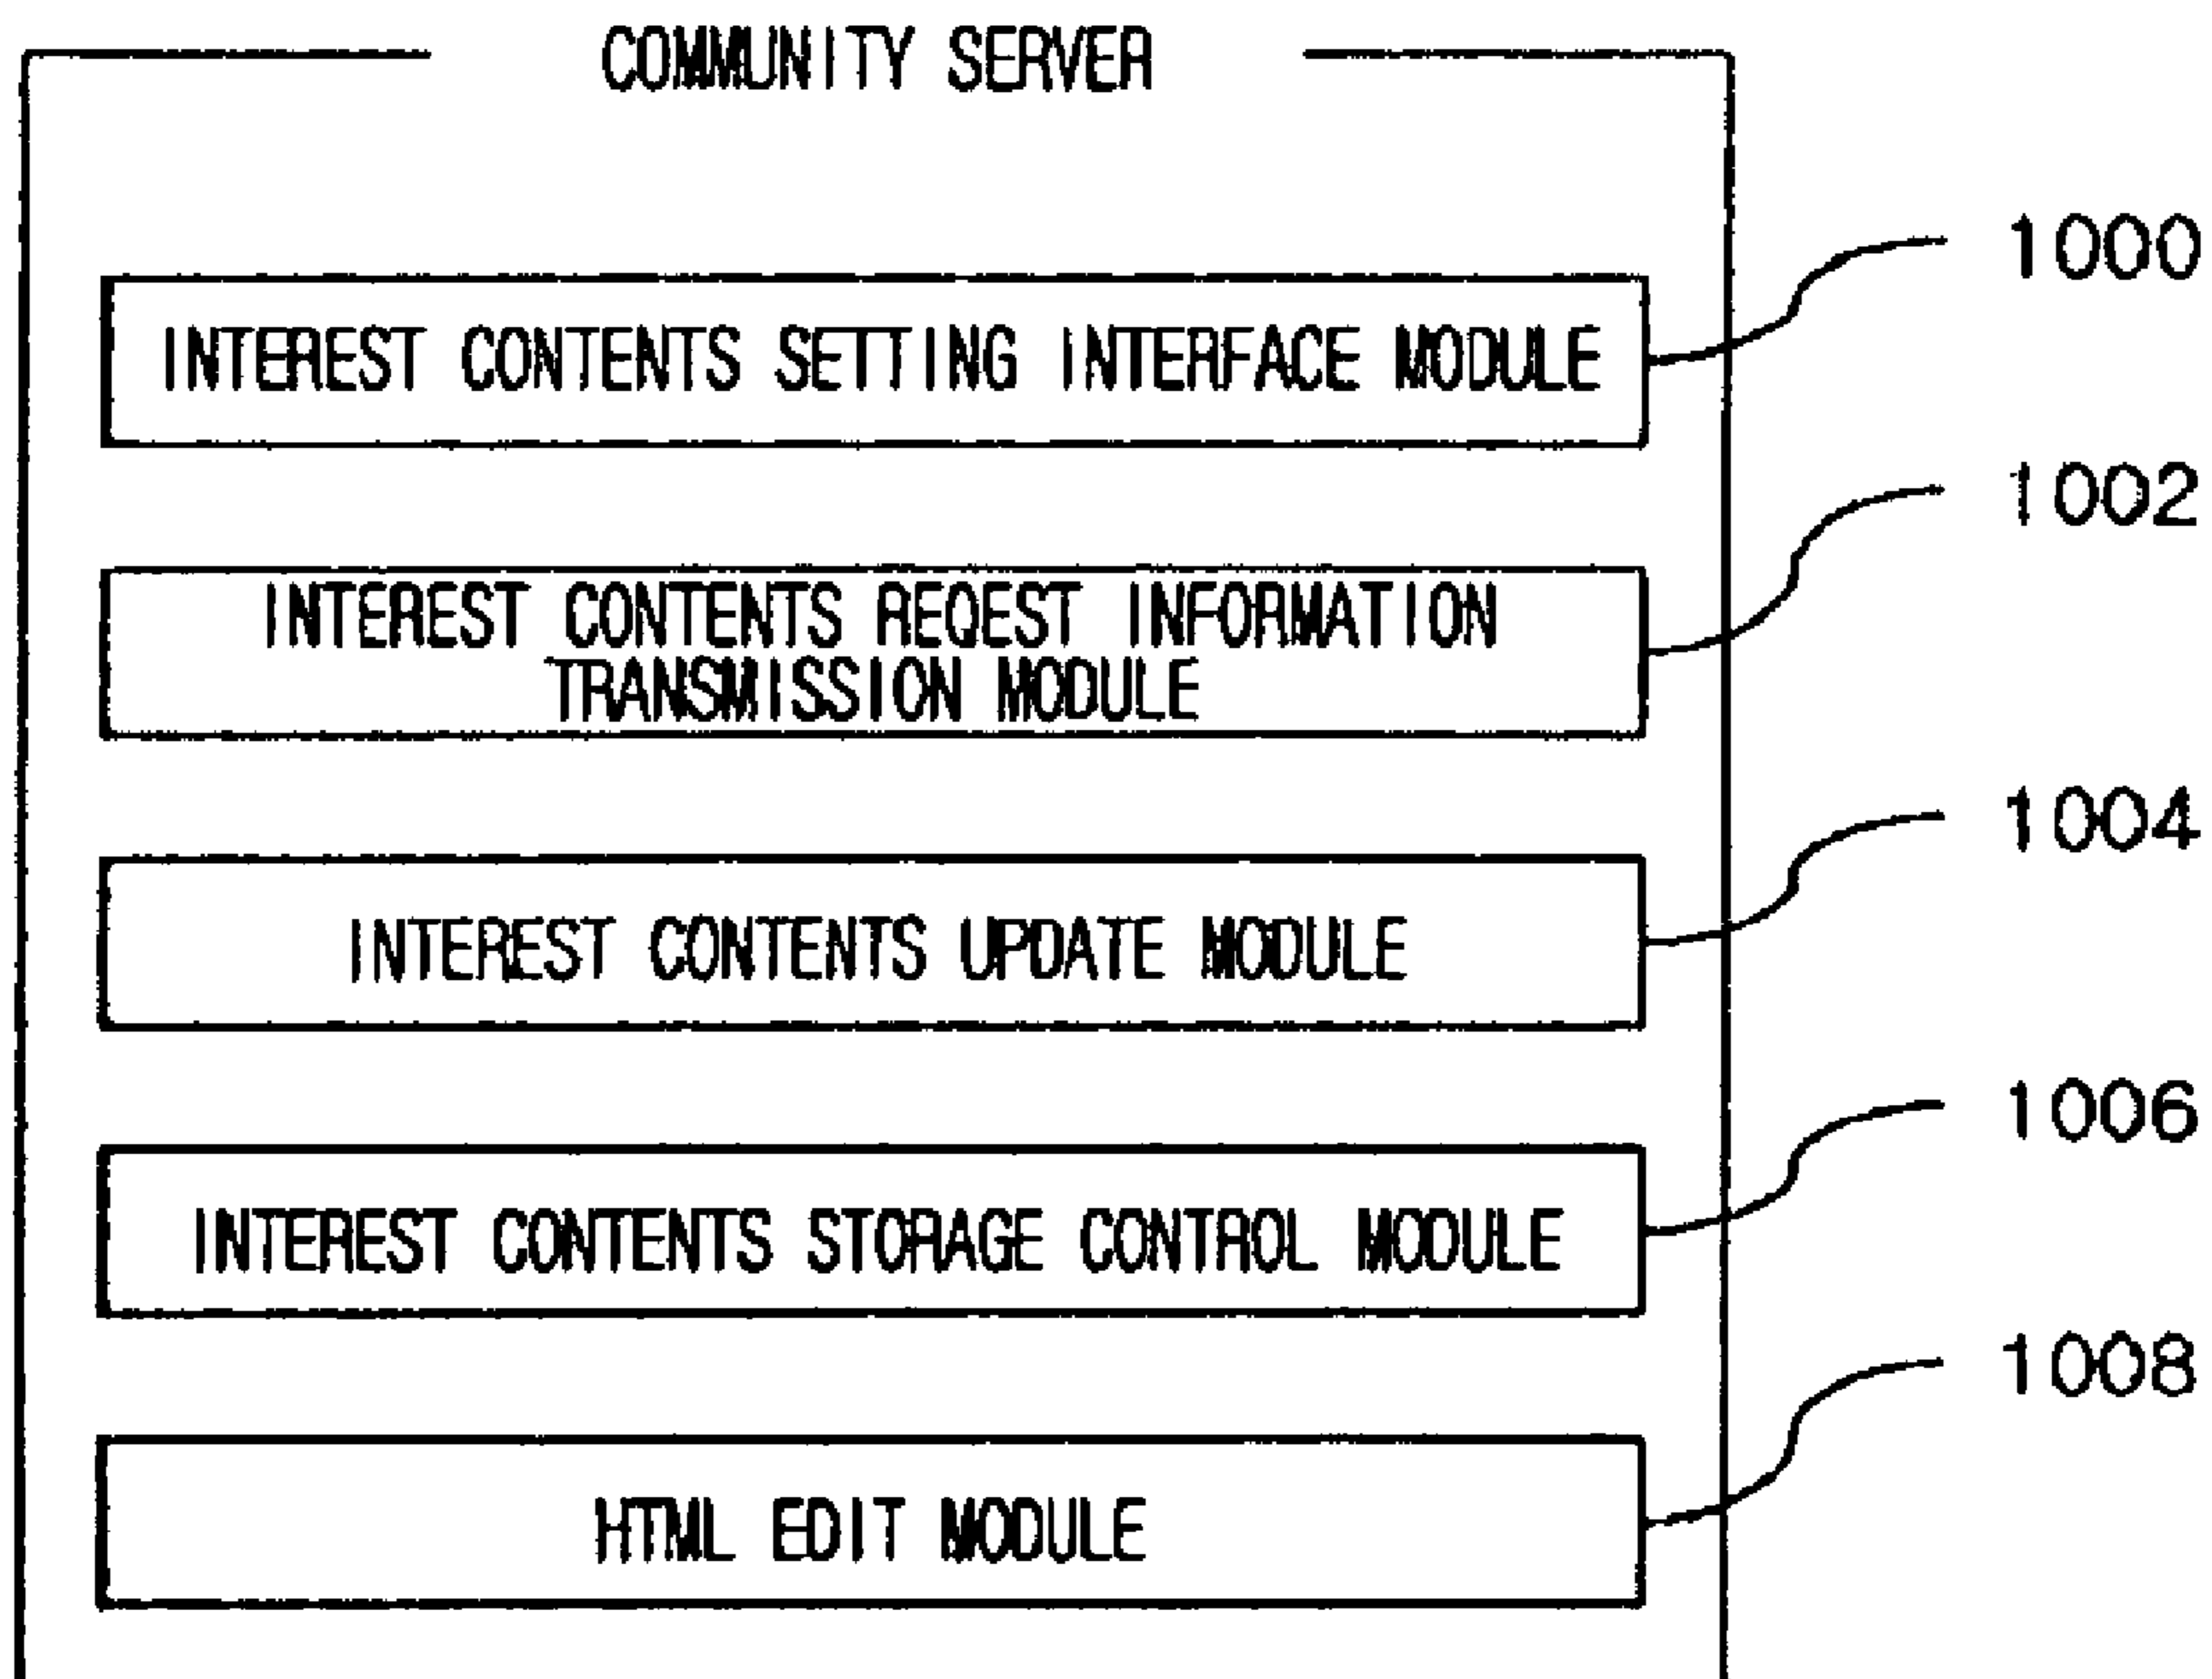 COMMUNITY SERVER
1000
INTEREST CONTENTS SETTING INTERFACE MODULE
1002
INTEREST CONTENTS REQEST INFORMATION
TRANSMISSION MODULE
1004
INTEREST CONTENTS UPDATE MODULE
1006
INTEREST CONTENTS STORAGE CONTROL MODULE
1008
HTML EDIT MODULE